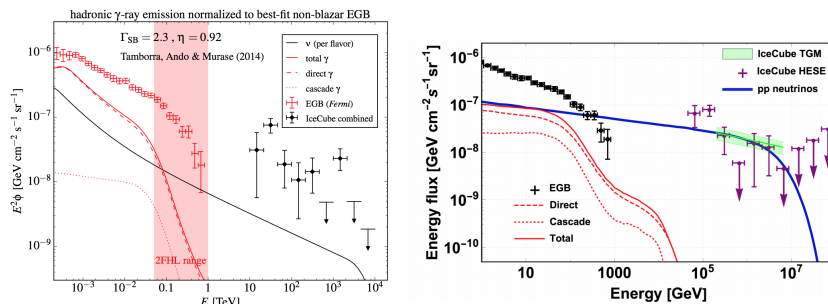 hadronic γ-ray emission normalized to best-fit non-blazar EGB
Γ_SB = 2.3 , η = 0.92
Tamborra, Ando & Murase (2014)
ν (per flavor)
total γ
direct γ
cascade γ
EGB (Fermi)
IceCube combined
10⁻⁶
10⁻⁷
10⁻⁸
10⁻⁹
E²ϕ [GeV cm⁻² s⁻¹ sr⁻¹]
2FHL range
10⁻³ 10⁻² 0.1 1 10 10² 10³ 10⁴
E [TeV]
IceCube TGM
IceCube HESE
pp neutrinos
10⁻⁶
10⁻⁷
10⁻⁸
10⁻⁹
10⁻¹⁰
Energy flux [GeV cm⁻² s⁻¹ sr⁻¹]
EGB
Direct
Cascade
Total
10 1000 10⁵ 10⁷
Energy [GeV]